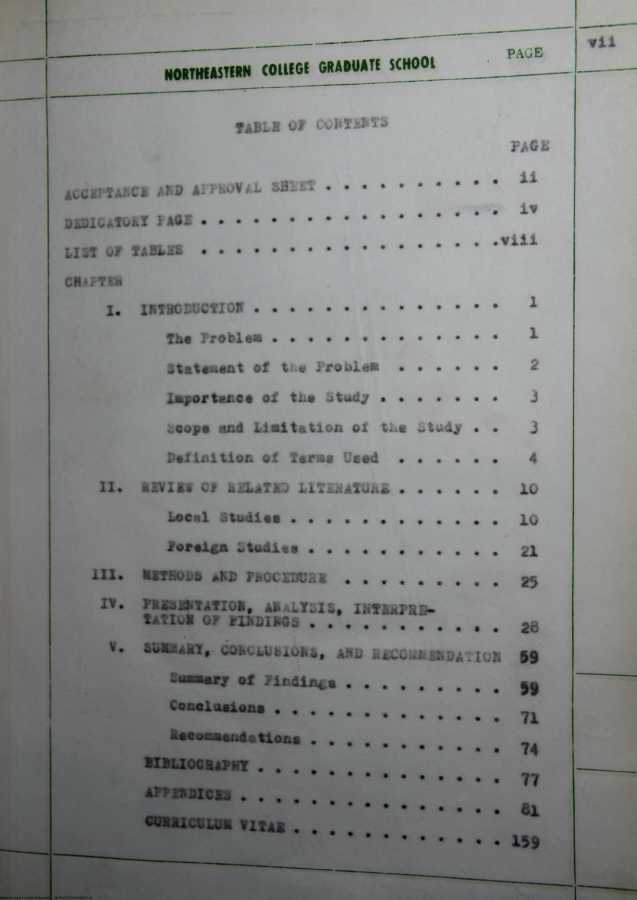 vii
NORTHEASTERN COLLEGE GRADUATE SCHOOL PAGE
TABLE OF CONTENTS
PAGE
ACCEPTANCE AND APPROVAL SHEET . . . . . . . . . . ii
DEDICATORY PAGE . . . . . . . . . . . . . . . . . iv
LIST OF TABLES . . . . . . . . . . . . . . . . .viii
CHAPTER
I. INTRODUCTION . . . . . . . . . . . . . . 1
The Problem . . . . . . . . . . . . . 1
Statement of the Problem . . . . . . 2
Importance of the Study . . . . . . . 3
Scope and Limitation of the Study . . 3
Definition of Terms Used . . . . . . 4
II. REVIEW OF RELATED LITERATURE . . . . . . 10
Local Studies . . . . . . . . . . . . 10
Foreign Studies . . . . . . . . . . . 21
III. METHODS AND PROCEDURE . . . . . . . . . 25
IV. PRESENTATION, ANALYSIS, INTERPRE-
TATION OF FINDINGS . . . . . . . . . . . 28
V. SUMMARY, CONCLUSIONS, AND RECOMMENDATION 59
Summary of Findings . . . . . . . . . 59
Conclusions . . . . . . . . . . . . . 71
Recommendations . . . . . . . . . . . 74
BIBLIOGRAPHY . . . . . . . . . . . . . . 77
APPENDICES . . . . . . . . . . . . . . . 81
CURRICULUM VITAE . . . . . . . . . . . . 159